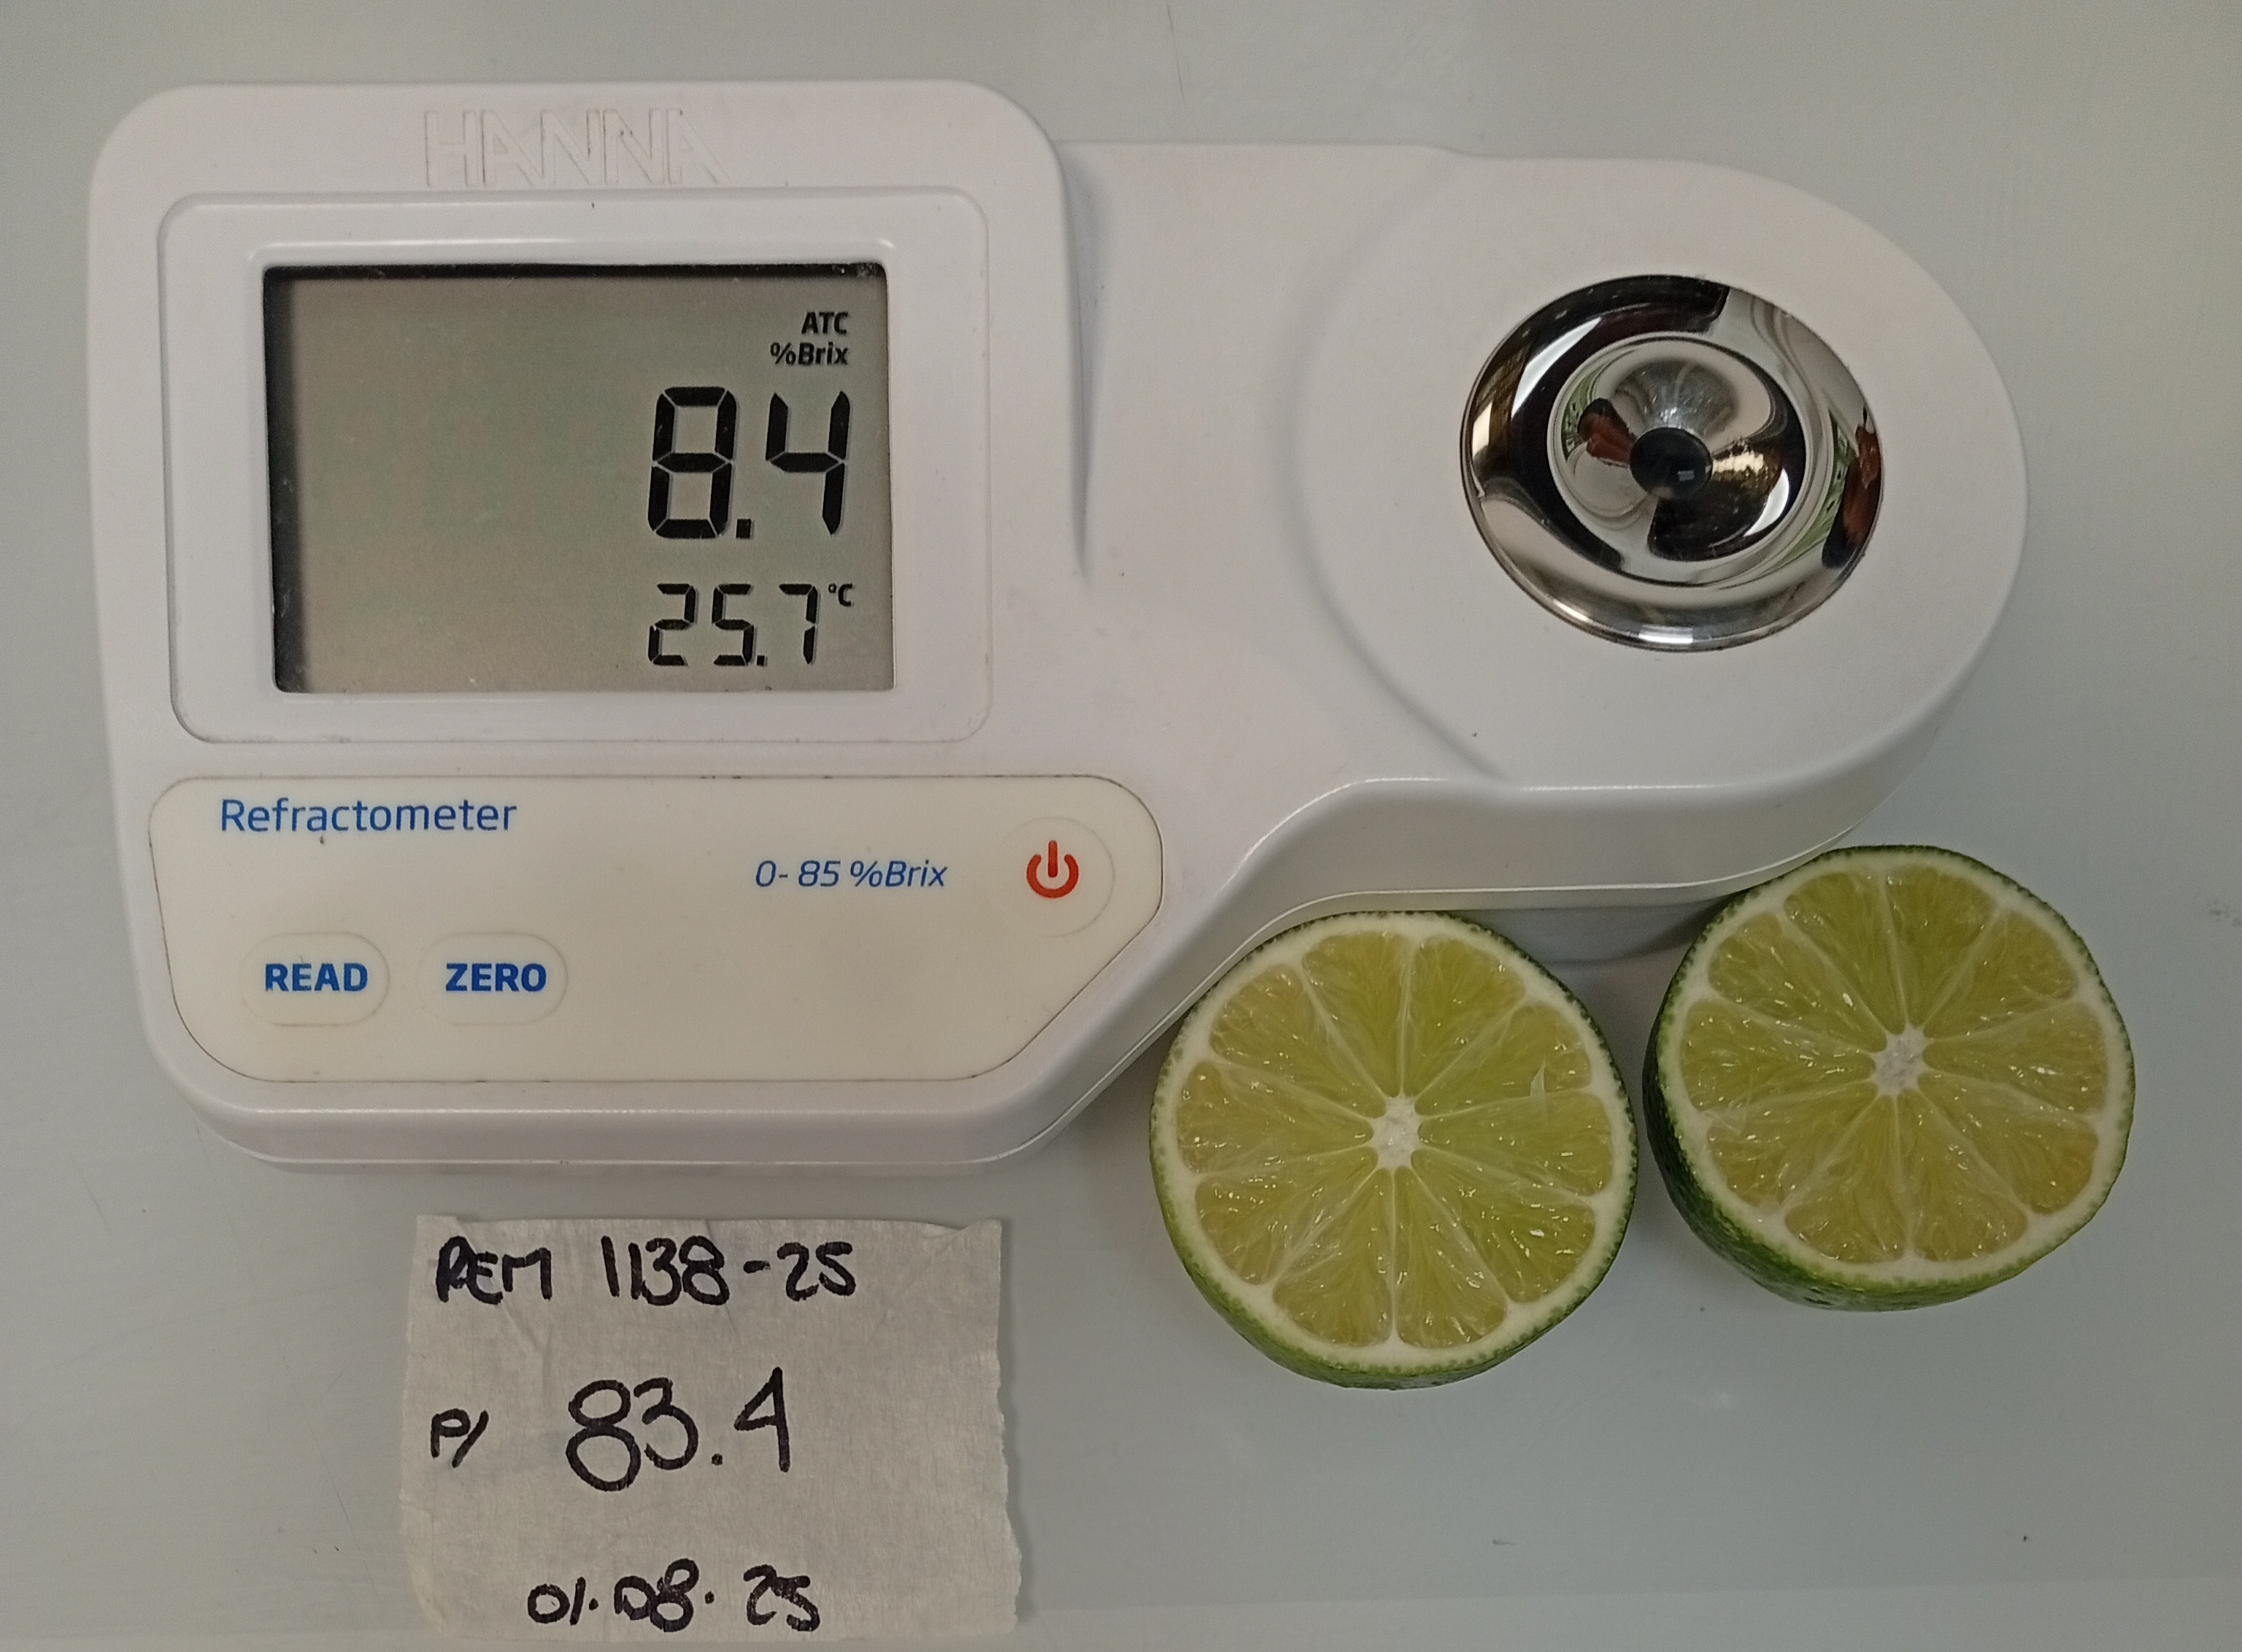 HANNA
ATC
%Brix
8.4
25.7 °C
Refractometer
0- 85 %Brix
READ ZERO
REM 1138-25
P/ 83.4
01.08.25